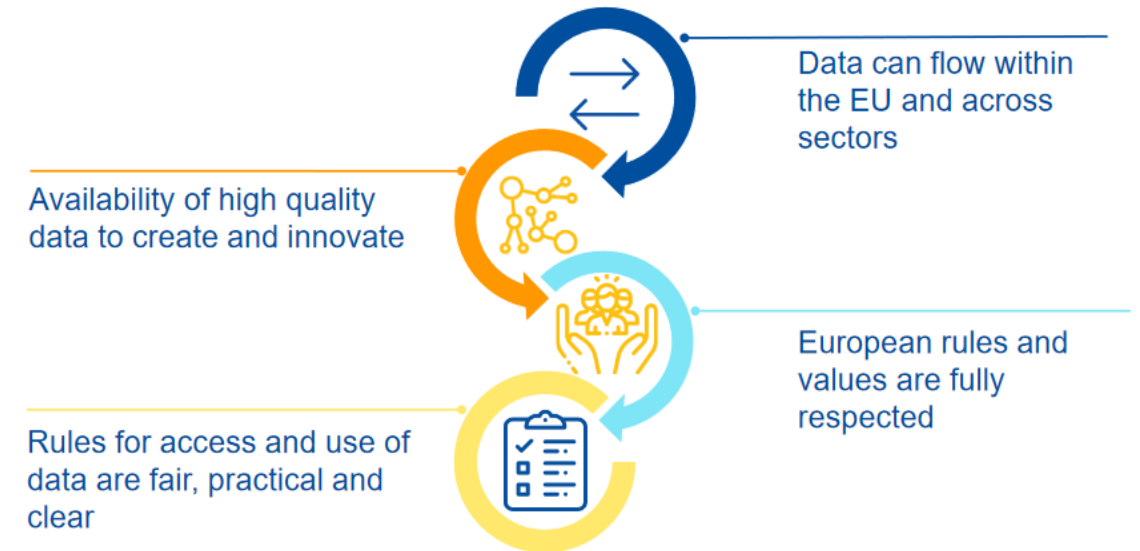 Data can flow within
the EU and across
sectors
Availability of high quality
data to create and innovate
European rules and
values are fully
respected
Rules for access and use of
data are fair, practical and
clear